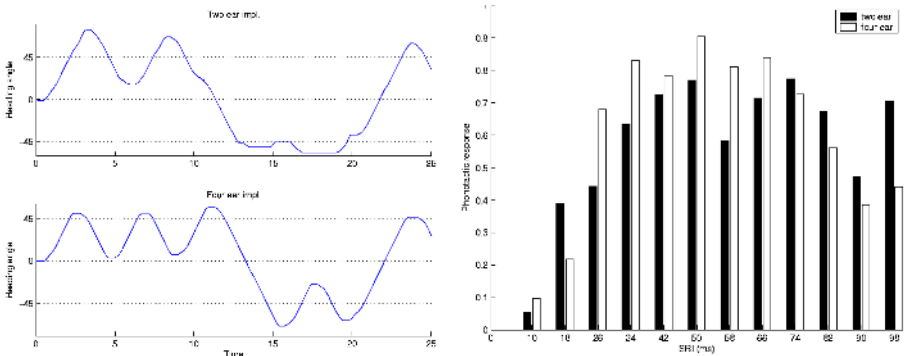 Two ear impl.
Heading angle
45
0
-45
0 5 10 15 20 25
Four ear impl
Heading angle
45
0
-45
0 5 10 15 20 25
Time
two ear
four ear
Phonotactic response
1
0.9
0.8
0.7
0.6
0.5
0.4
0.3
0.2
0.1
0
0 10 18 26 34 42 50 58 66 74 82 90 98
SRI (ms)